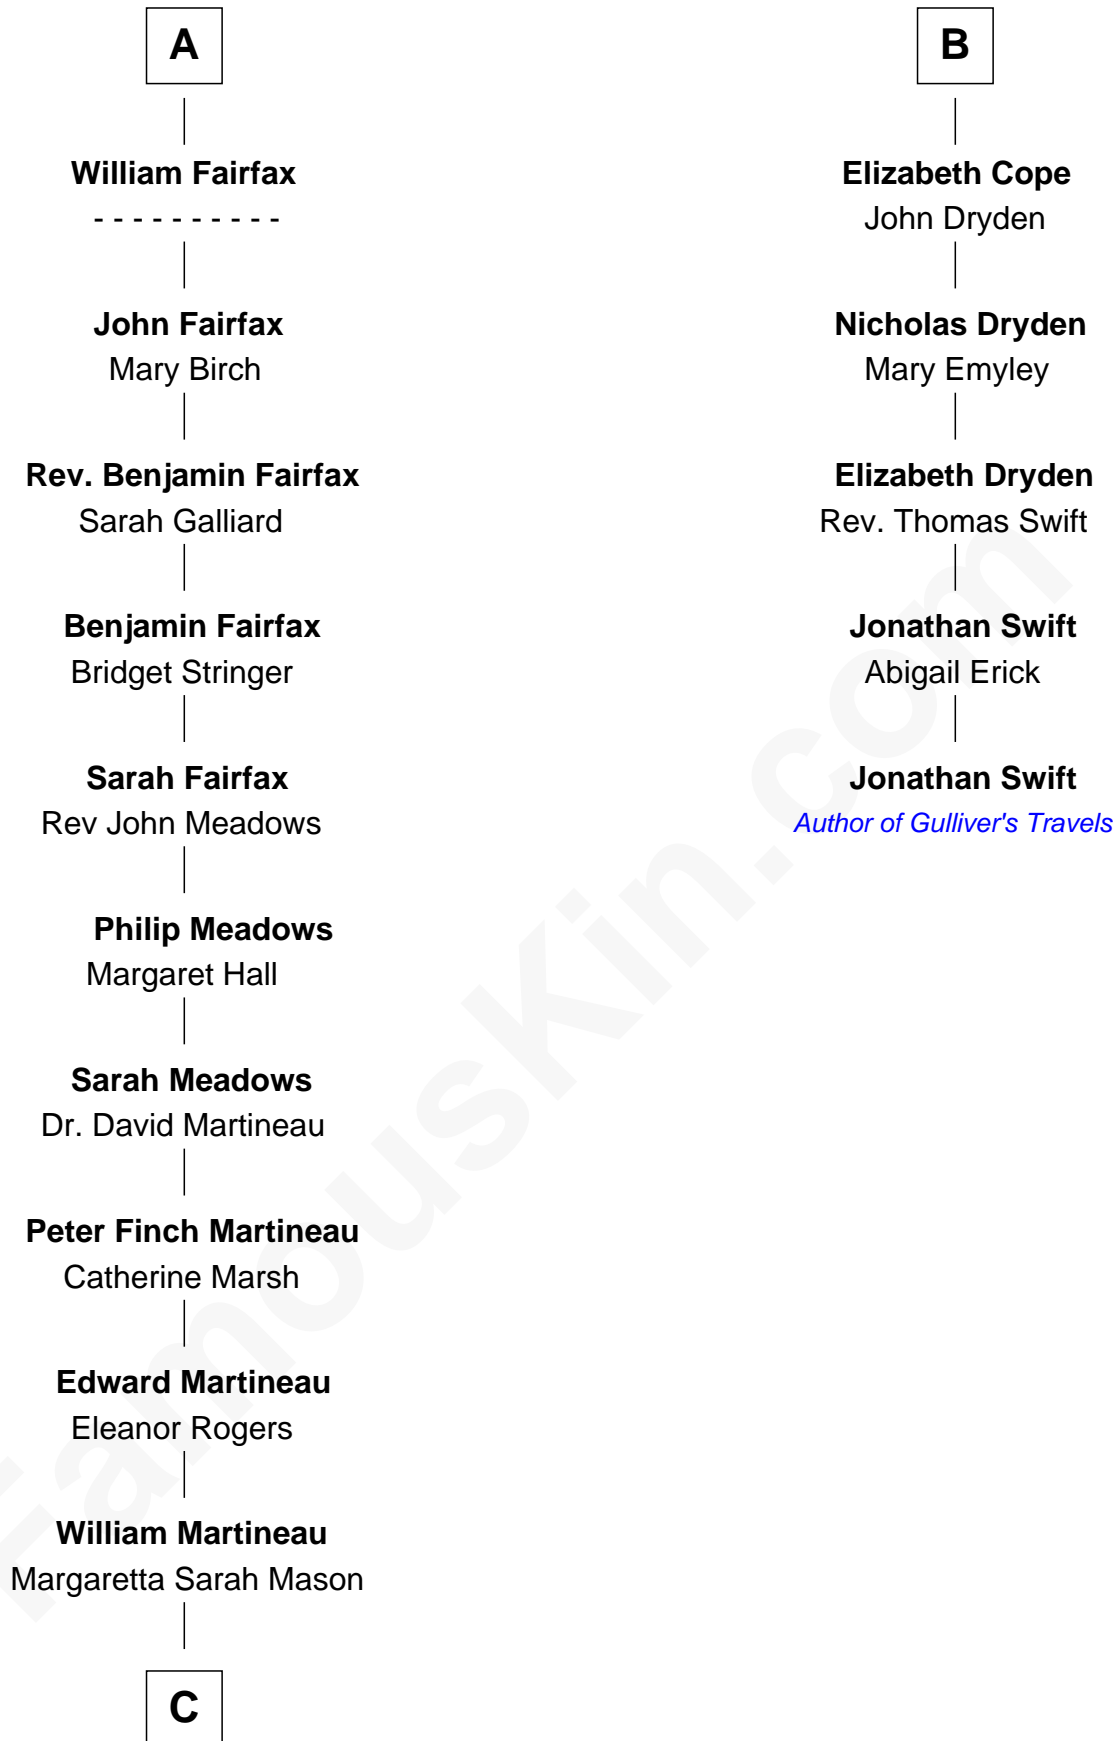 A
William Fairfax
- - - - - - - - - -
John Fairfax
Mary Birch
Rev. Benjamin Fairfax
Sarah Galliard
Benjamin Fairfax
Bridget Stringer
Sarah Fairfax
Rev John Meadows
Philip Meadows
Margaret Hall
Sarah Meadows
Dr. David Martineau
Peter Finch Martineau
Catherine Marsh
Edward Martineau
Eleanor Rogers
William Martineau
Margaretta Sarah Mason
C
B
Elizabeth Cope
John Dryden
Nicholas Dryden
Mary Emyley
Elizabeth Dryden
Rev. Thomas Swift
Jonathan Swift
Abigail Erick
Jonathan Swift
Author of Gulliver's Travels
FamousKin.com